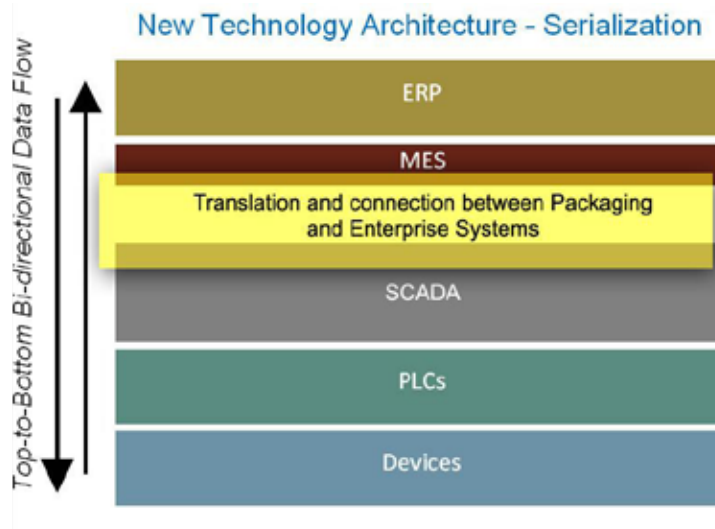 New Technology Architecture - Serialization
Top-to-Bottom Bi-directional Data Flow
ERP
MES
Translation and connection between Packaging
and Enterprise Systems
SCADA
PLCs
Devices